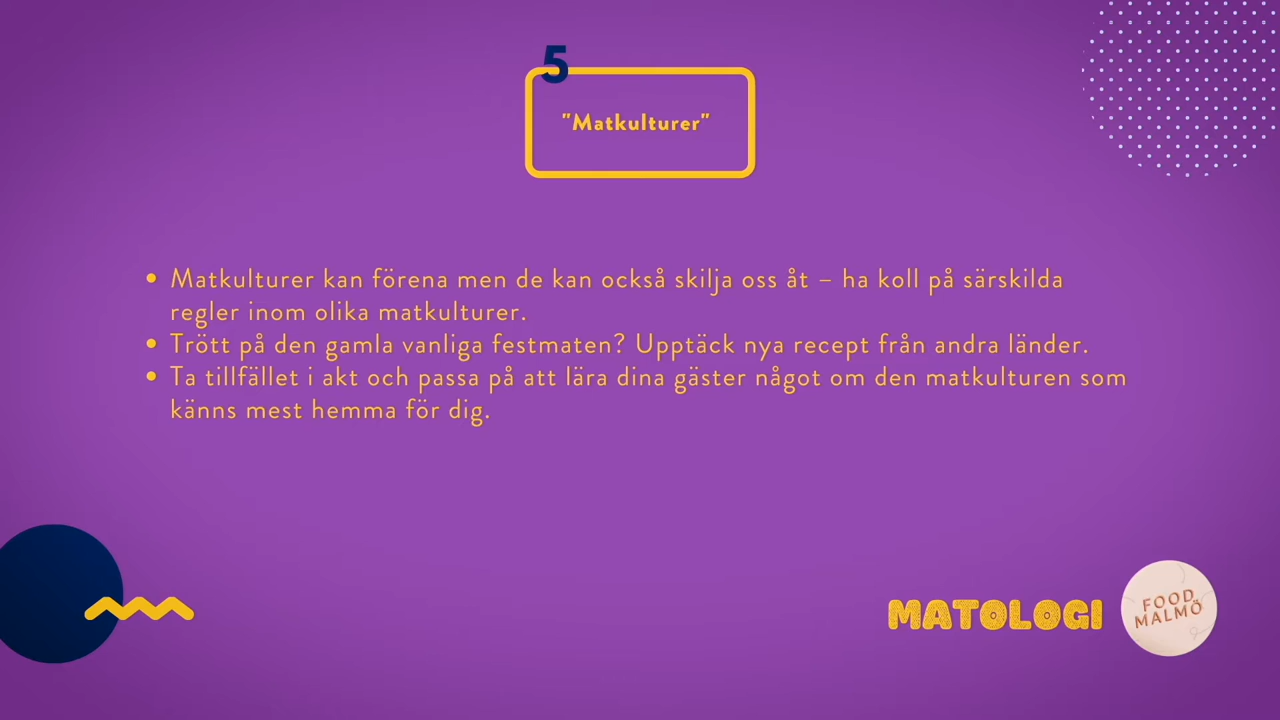 5
"Matkulturer"
• Matkulturer kan förena men de kan också skilja oss åt – ha koll på särskilda
regler inom olika matkulturer.
• Trött på den gamla vanliga festmaten? Upptäck nya recept från andra länder.
• Ta tillfället i akt och passa på att lära dina gäster något om den matkulturen som
känns mest hemma för dig.
MATOLOGI
FOOD
MALMÖ